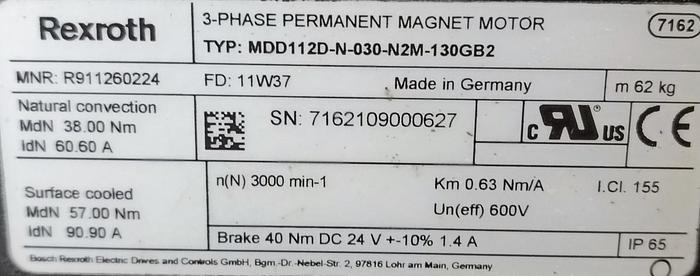 Rexroth
3-PHASE PERMANENT MAGNET MOTOR
7162
TYP: MDD112D-N-030-N2M-130GB2
MNR: R911260224
FD: 11W37
Made in Germany
m 62 kg
Natural convection
MdN 38.00 Nm
IdN 60.60 A
SN: 7162109000627
c RU ® US
CE
Surface cooled
MdN 57.00 Nm
IdN 90.90 A
n(N) 3000 min-1
Km 0.63 Nm/A
I.Cl. 155
Un(eff) 600V
Brake 40 Nm DC 24 V +-10% 1.4 A
IP 65
Bosch Rexroth Electric Drives and Controls GmbH, Bgm.-Dr.-Nebel-Str. 2, 97816 Lohr am Main, Germany